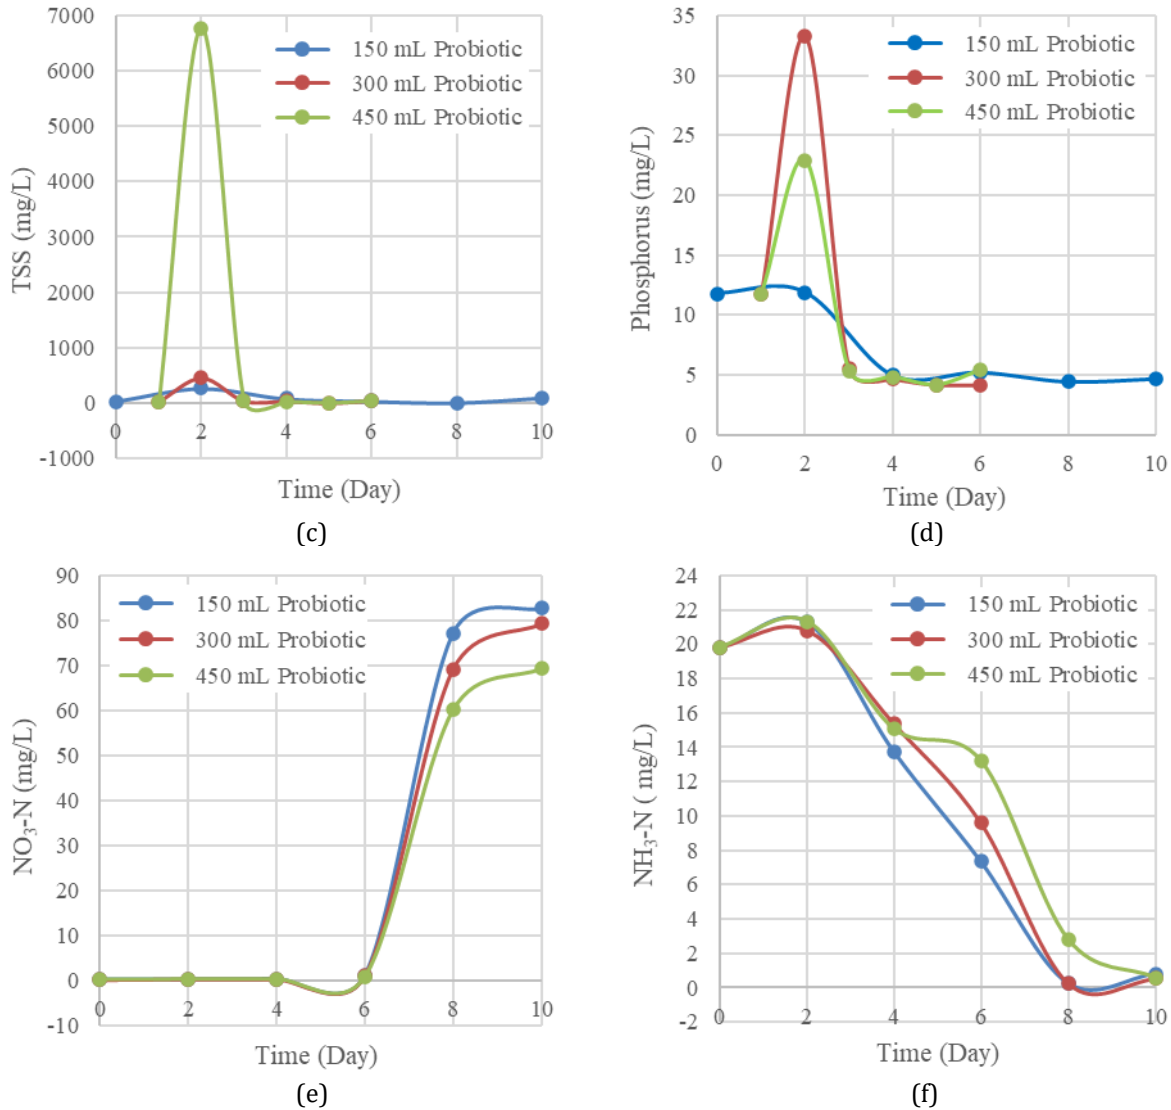 7000
6000
5000
4000
3000
2000
1000
0
-1000
TSS (mg/L)
150 mL Probiotic
300 mL Probiotic
450 mL Probiotic
0 2 4 6 8 10
Time (Day)
(c)
35
30
25
20
15
10
5
0
Phosphorus (mg/L)
150 mL Probiotic
300 mL Probiotic
450 mL Probiotic
0 2 4 6 8 10
Time (Day)
(d)
90
80
70
60
50
40
30
20
10
0
-10
NO3-N (mg/L)
150 mL Probiotic
300 mL Probiotic
450 mL Probiotic
0 2 4 6 8 10
Time (Day)
(e)
24
22
20
18
16
14
12
10
8
6
4
2
0
-2
NH3-N ( mg/L)
150 mL Probiotic
300 mL Probiotic
450 mL Probiotic
0 2 4 6 8 10
Time (Day)
(f)